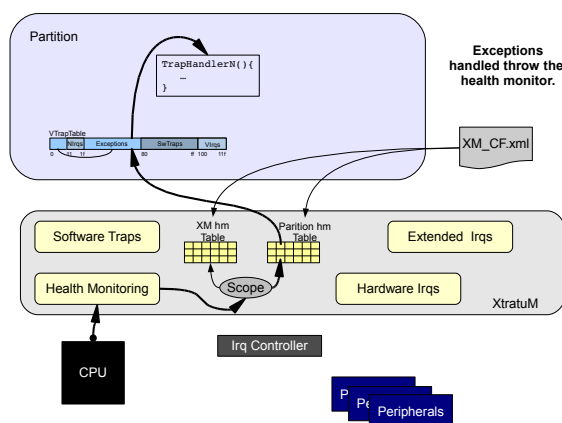 Partition
TrapHandlerN(){
…
}
Exceptions
handled throw the
health monitor.
VTrapTable
NIrqs
Exceptions
SwTraps
VIrqs
0
11
1f
80
ff
100
11f
XM_CF.xml
Software Traps
XM hm
Table
Parition hm
Table
Extended Irqs
Health Monitoring
Scope
Hardware Irqs
XtratuM
Irq Controller
CPU
P
Pe
Peripherals